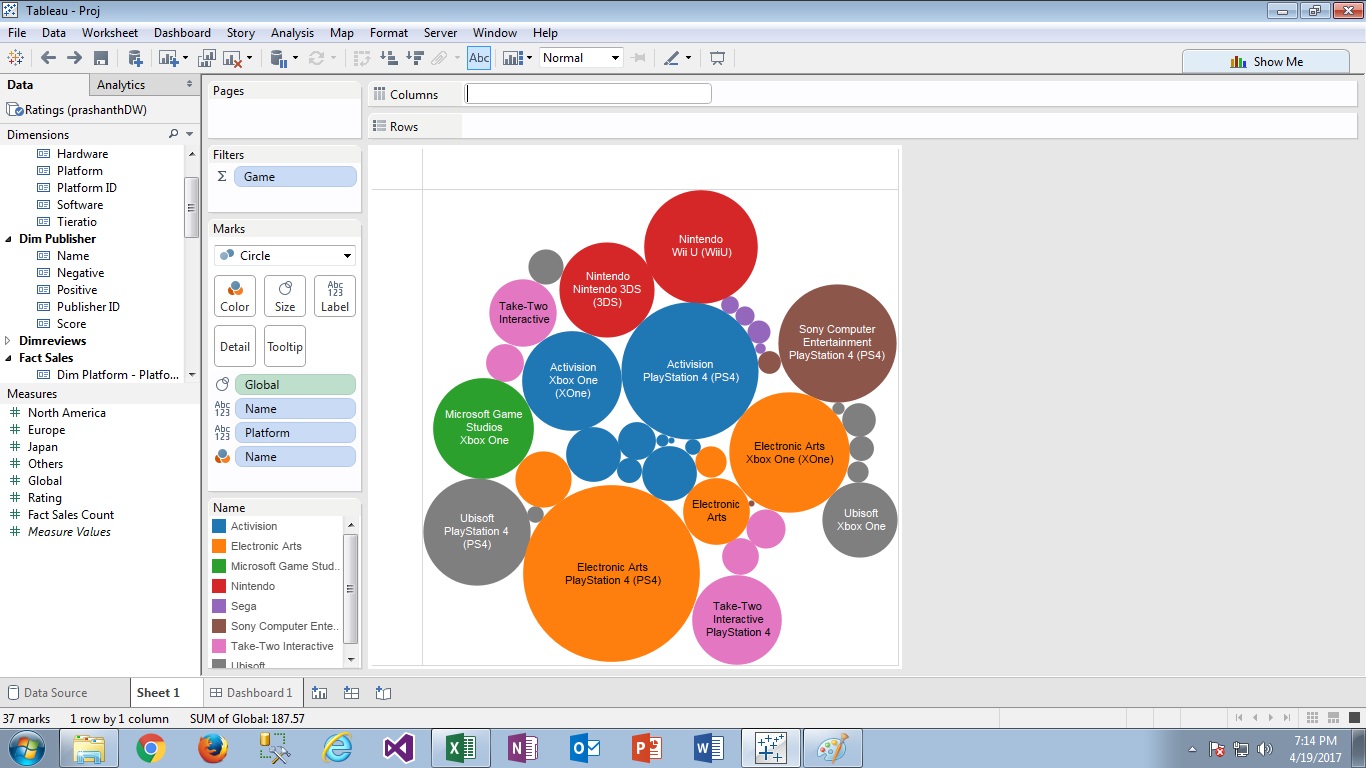 Tableau - Proj
File Data Worksheet Dashboard Story Analysis Map Format Server Window Help
Abc Normal Show Me
Data Analytics
Ratings (prashanthDW)
Dimensions
Hardware
Platform
Platform ID
Software
Tieratio
Dim Publisher
Name
Negative
Positive
Publisher ID
Score
Dimreviews
Fact Sales
Dim Platform - Platfo...
Measures
North America
Europe
Japan
Others
Global
Rating
Fact Sales Count
Measure Values
Pages
Filters
Σ Game
Marks
Circle
Color
Size
Abc
123
Label
Detail
Tooltip
Global
Abc
123
Name
Abc
123
Platform
Name
Name
Activision
Electronic Arts
Microsoft Game Stud..
Nintendo
Sega
Sony Computer Ente..
Take-Two Interactive
Ubisoft
Columns
Rows
Nintendo
Wii U (WiiU)
Nintendo
Nintendo 3DS
(3DS)
Take-Two
Interactive
Sony Computer
Entertainment
PlayStation 4 (PS4)
Activision
Xbox One
(XOne)
Activision
PlayStation 4 (PS4)
Microsoft Game
Studios
Xbox One
Electronic Arts
Xbox One (XOne)
Ubisoft
PlayStation 4
(PS4)
Electronic
Arts
Ubisoft
Xbox One
Electronic Arts
PlayStation 4 (PS4)
Take-Two
Interactive
PlayStation 4
Data Source Sheet 1 Dashboard 1
37 marks 1 row by 1 column SUM of Global: 187.57
7:14 PM
4/19/2017